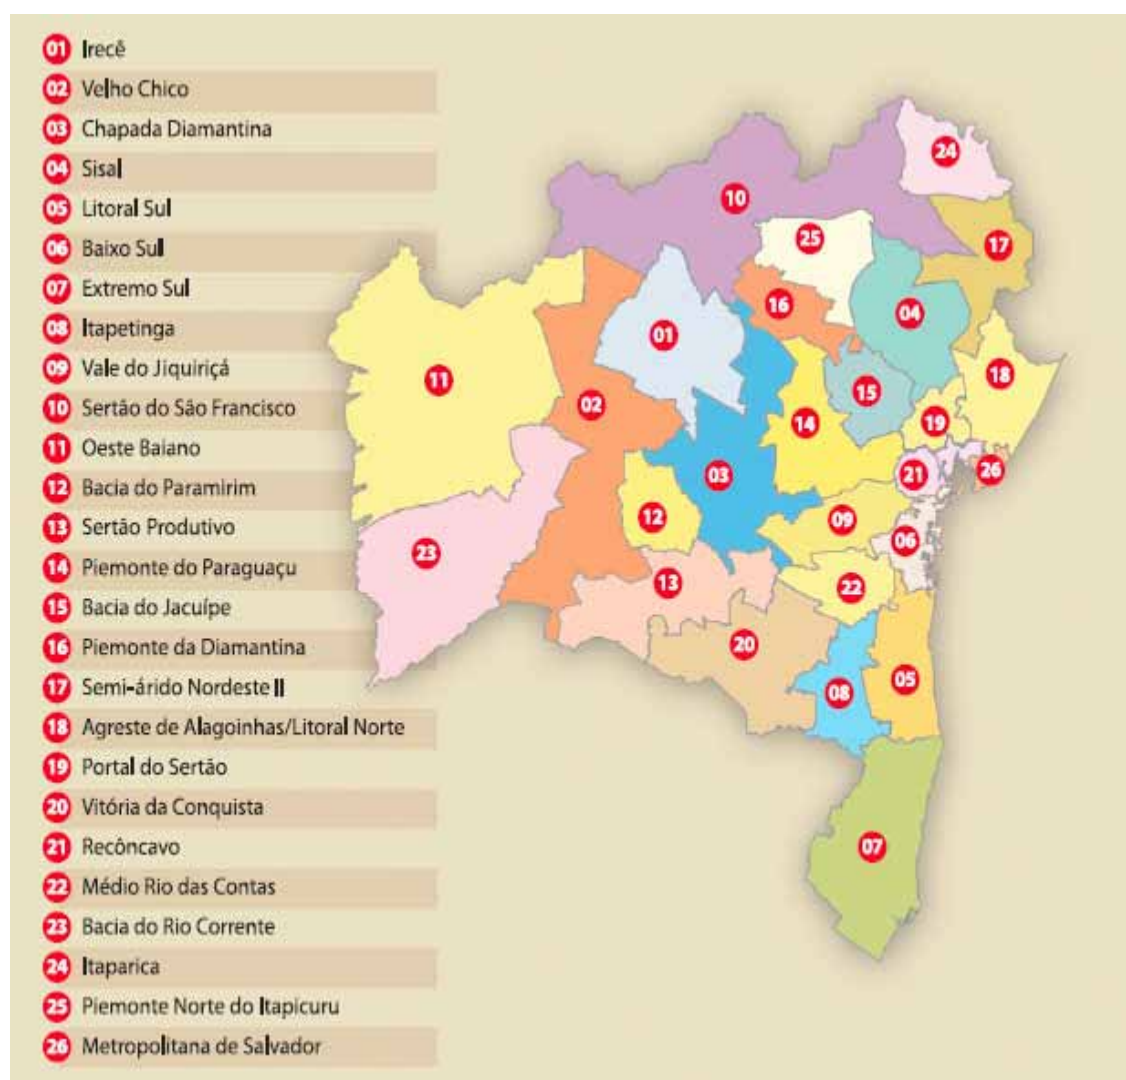 01 Irecê
02 Velho Chico
03 Chapada Diamantina
04 Sisal
05 Litoral Sul
06 Baixo Sul
07 Extremo Sul
08 Itapetinga
09 Vale do Jiquiriçá
10 Sertão do São Francisco
11 Oeste Baiano
12 Bacia do Paramirim
13 Sertão Produtivo
14 Piemonte do Paraguaçu
15 Bacia do Jacuípe
16 Piemonte da Diamantina
17 Semi-árido Nordeste II
18 Agreste de Alagoinhas/Litoral Norte
19 Portal do Sertão
20 Vitória da Conquista
21 Recôncavo
22 Médio Rio das Contas
23 Bacia do Rio Corrente
24 Itaparica
25 Piemonte Norte do Itapicuru
26 Metropolitana de Salvador
24
10
25
17
16
04
01
11
18
15
02
14
19
03
21
26
12
09
06
23
13
22
20
05
08
07